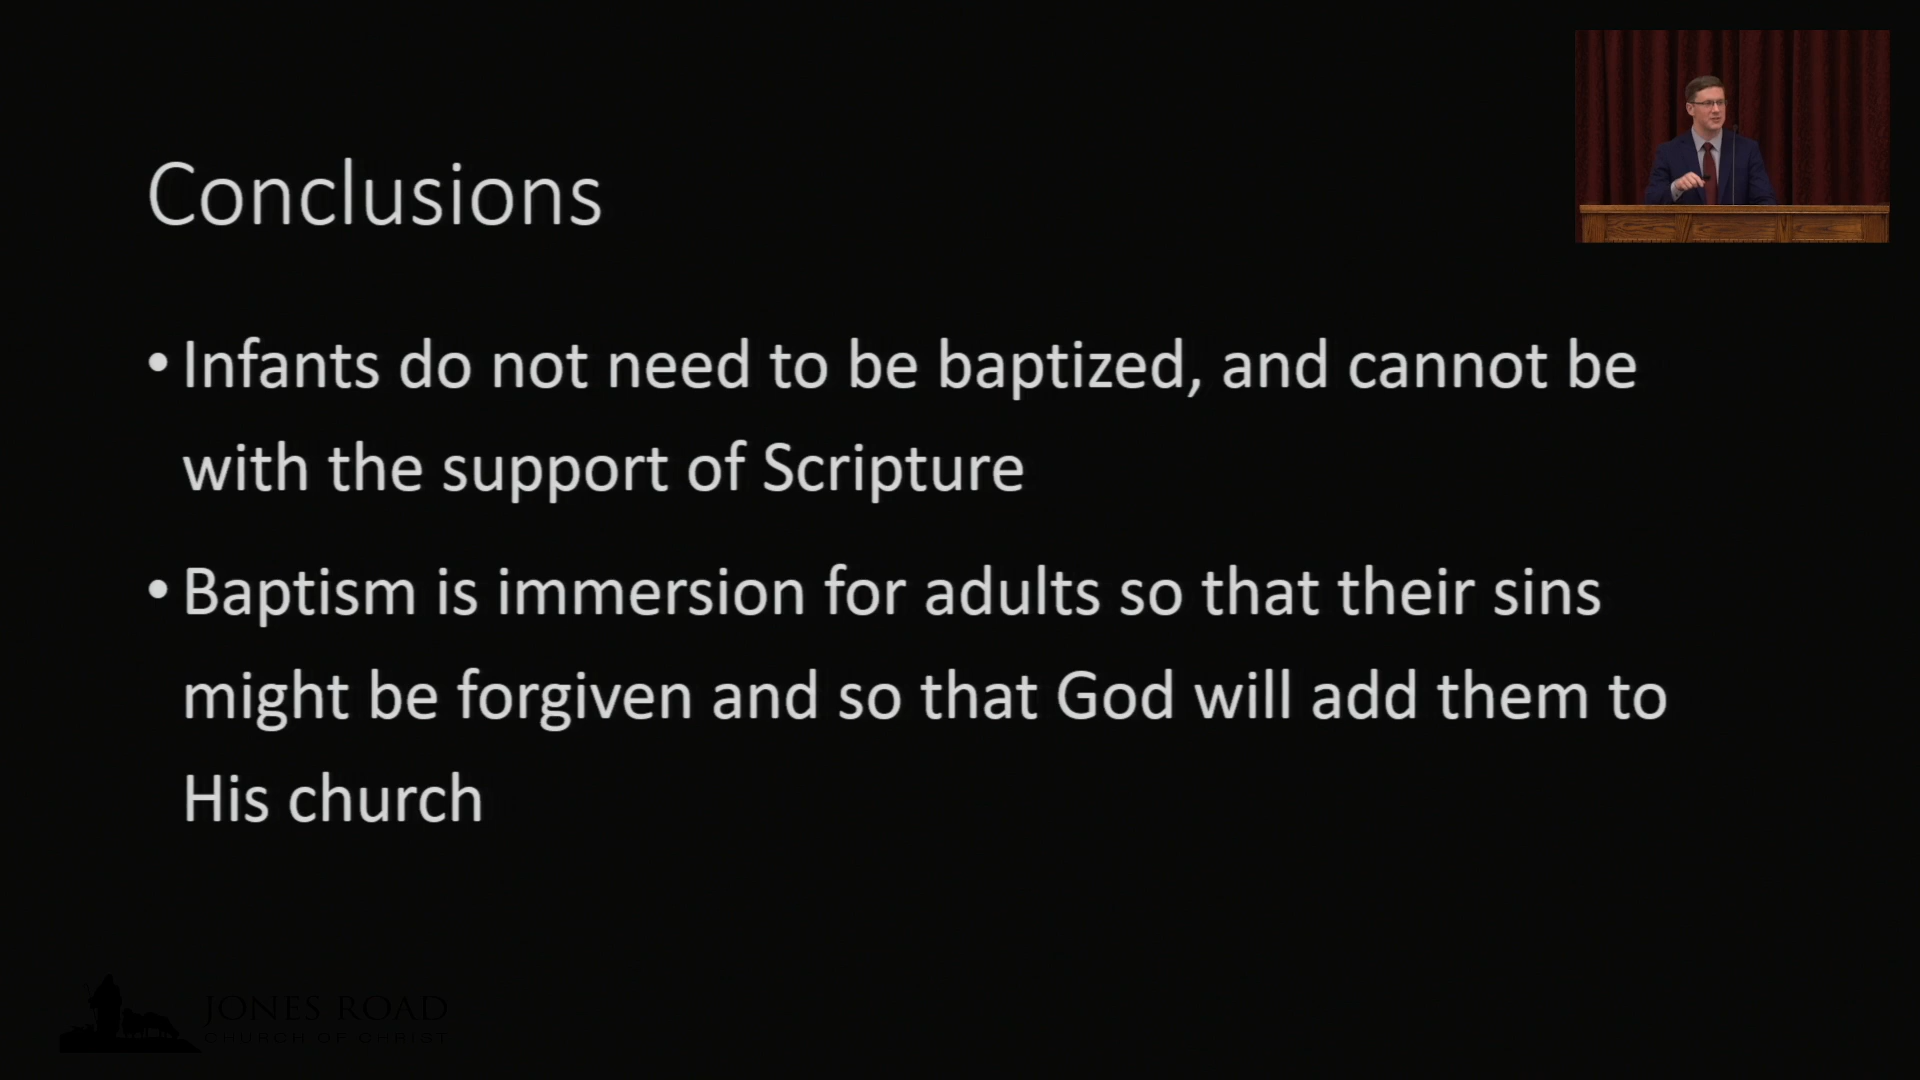 Conclusions
• Infants do not need to be baptized, and cannot be
with the support of Scripture
• Baptism is immersion for adults so that their sins
might be forgiven and so that God will add them to
His church
JONES ROAD
CHURCH OF CHRIST